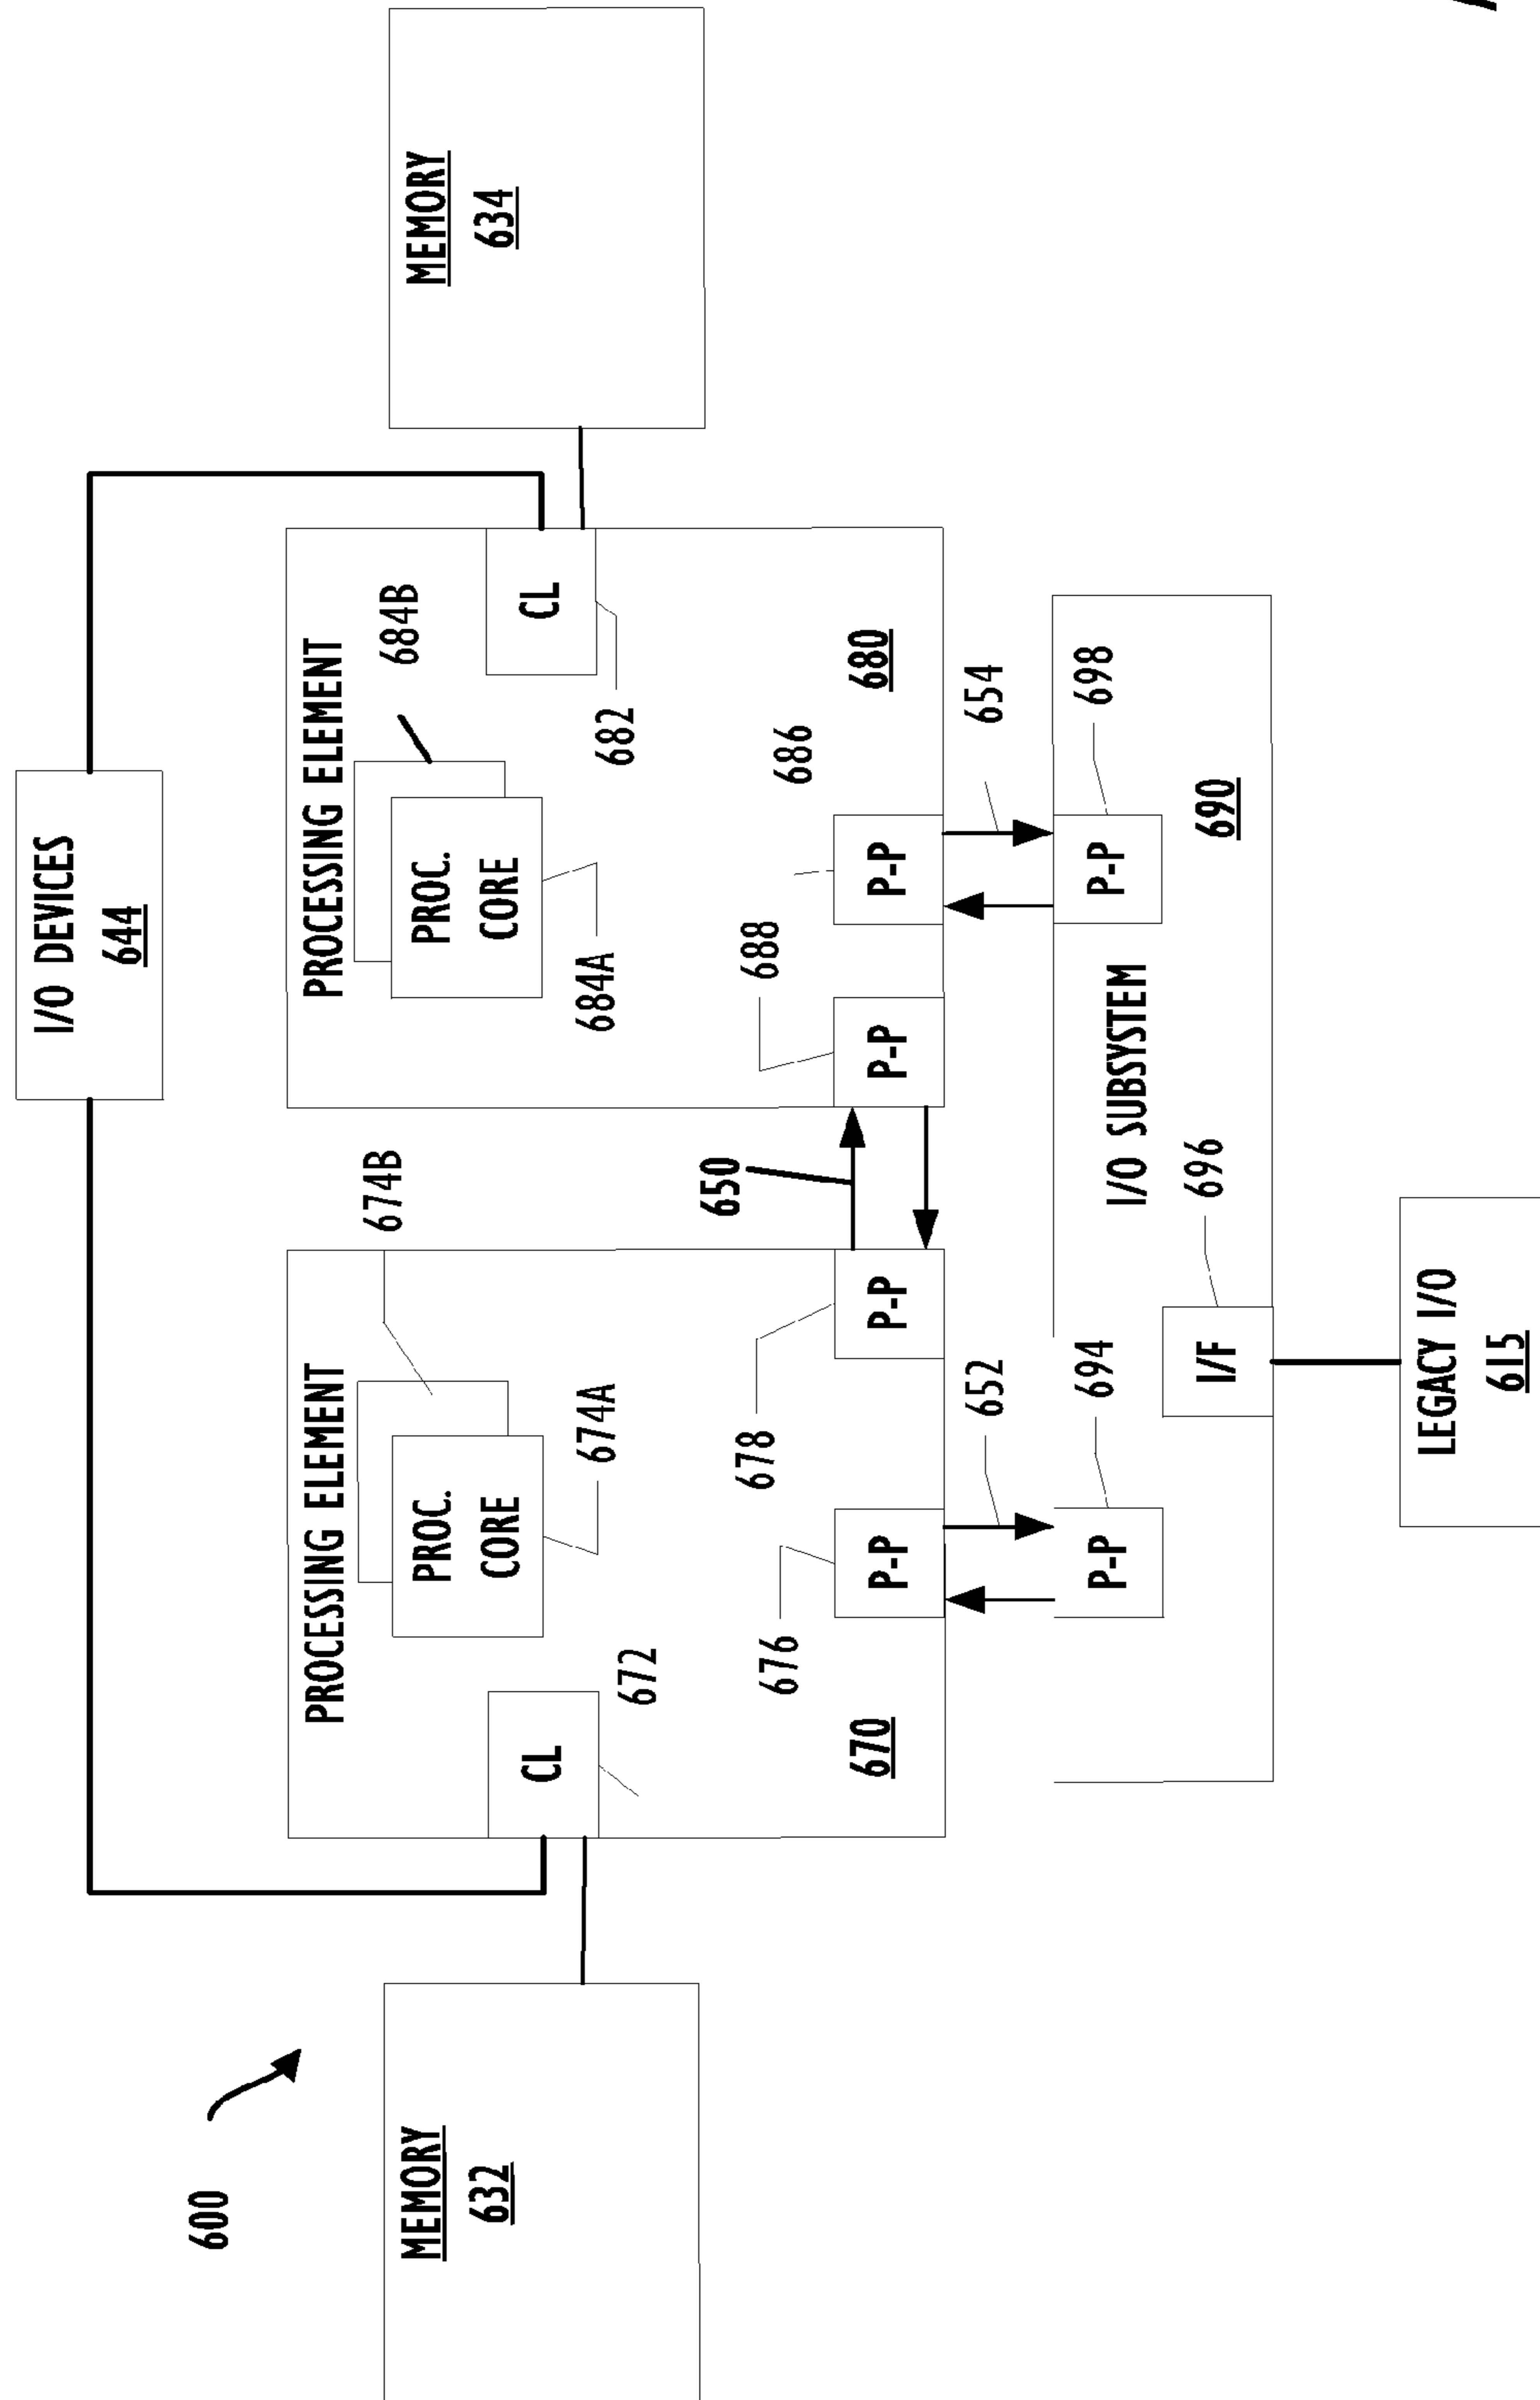 600
I/O DEVICES
644
MEMORY
632
MEMORY
634
PROCESSING ELEMENT
674B
PROC.
CORE
674A
CL
672
676
678
P-P
P-P
670
650
PROCESSING ELEMENT
684B
PROC.
CORE
684A
CL
682
688
686
P-P
P-P
680
652
654
694
698
P-P
P-P
I/O SUBSYSTEM
690
696
I/F
LEGACY I/O
615